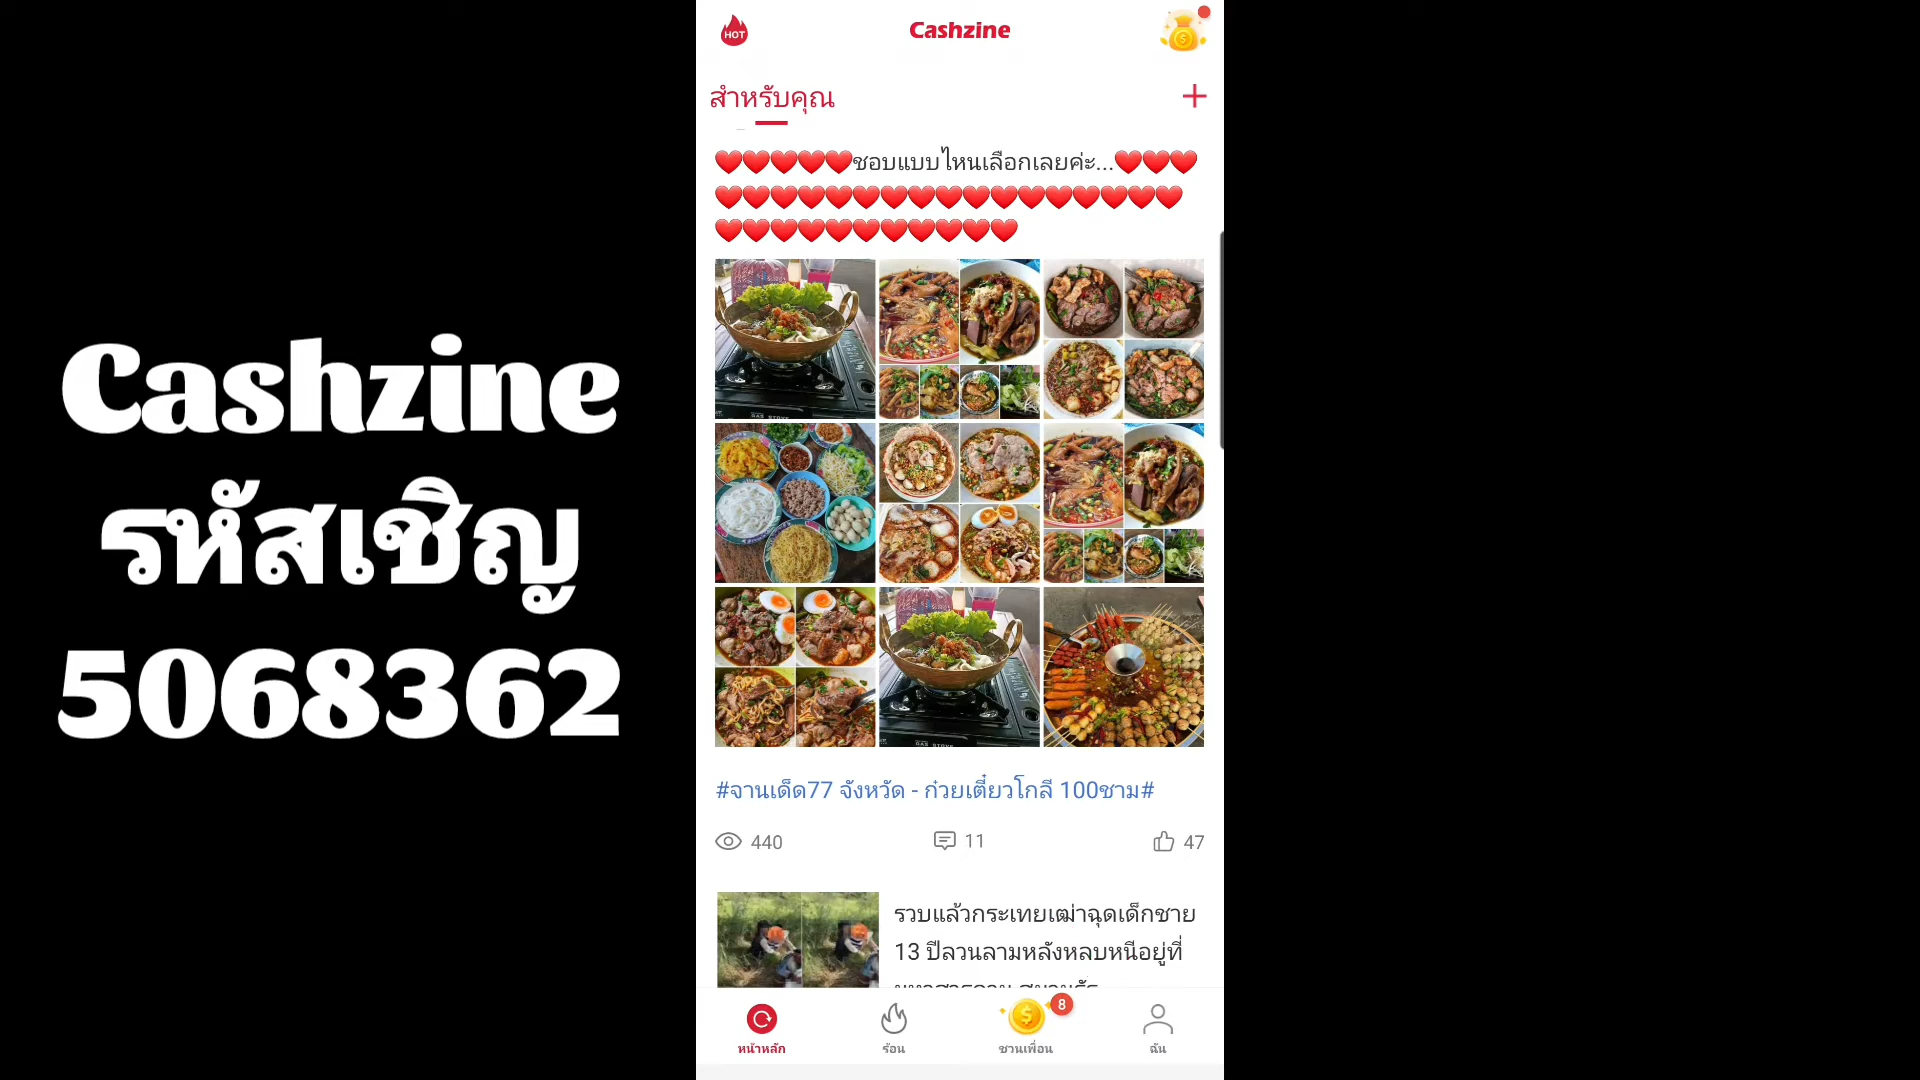 Cashzine
รหัสเชิญ
5068362
HOT
Cashzine
สำหรับคุณ
❤️❤️❤️❤️❤️ชอบแบบไหนเลือกเลยค่ะ...❤️❤️❤️
❤️❤️❤️❤️❤️❤️❤️❤️❤️❤️❤️❤️❤️❤️❤️❤️❤️
❤️❤️❤️❤️❤️❤️❤️❤️❤️❤️❤️
#จานเด็ด77 จังหวัด - ก๋วยเตี๋ยวโกลี 100ชาม#
440
11
47
รวบแล้วกระเทยเฒ่าฉุดเด็กชาย
13 ปีลวนลามหลังหลบหนีอยู่ที่
8
หน้าหลัก
ร้อน
ชวนเพื่อน
ฉัน